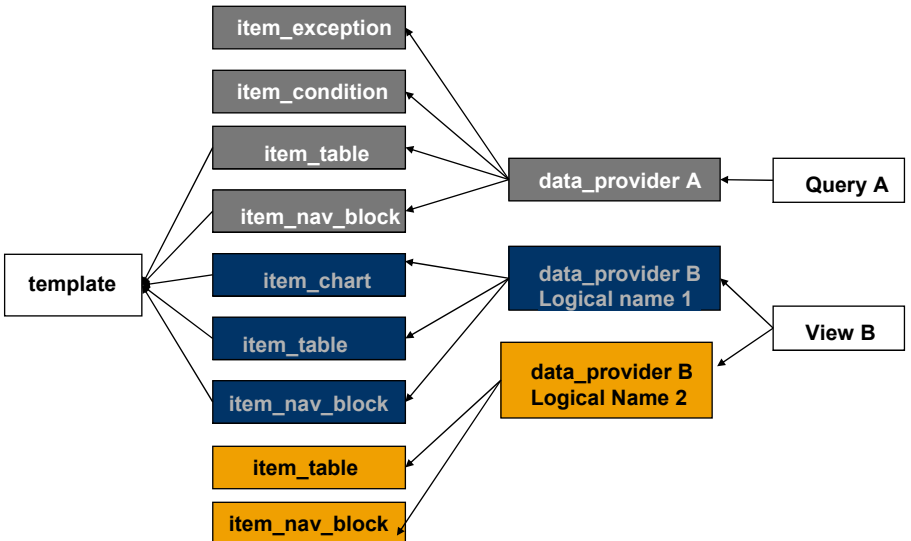 item_exception
item_condition
item_table
item_nav_block
item_chart
item_table
item_nav_block
item_table
item_nav_block
template
data_provider A
data_provider B
Logical name 1
data_provider B
Logical Name 2
Query A
View B